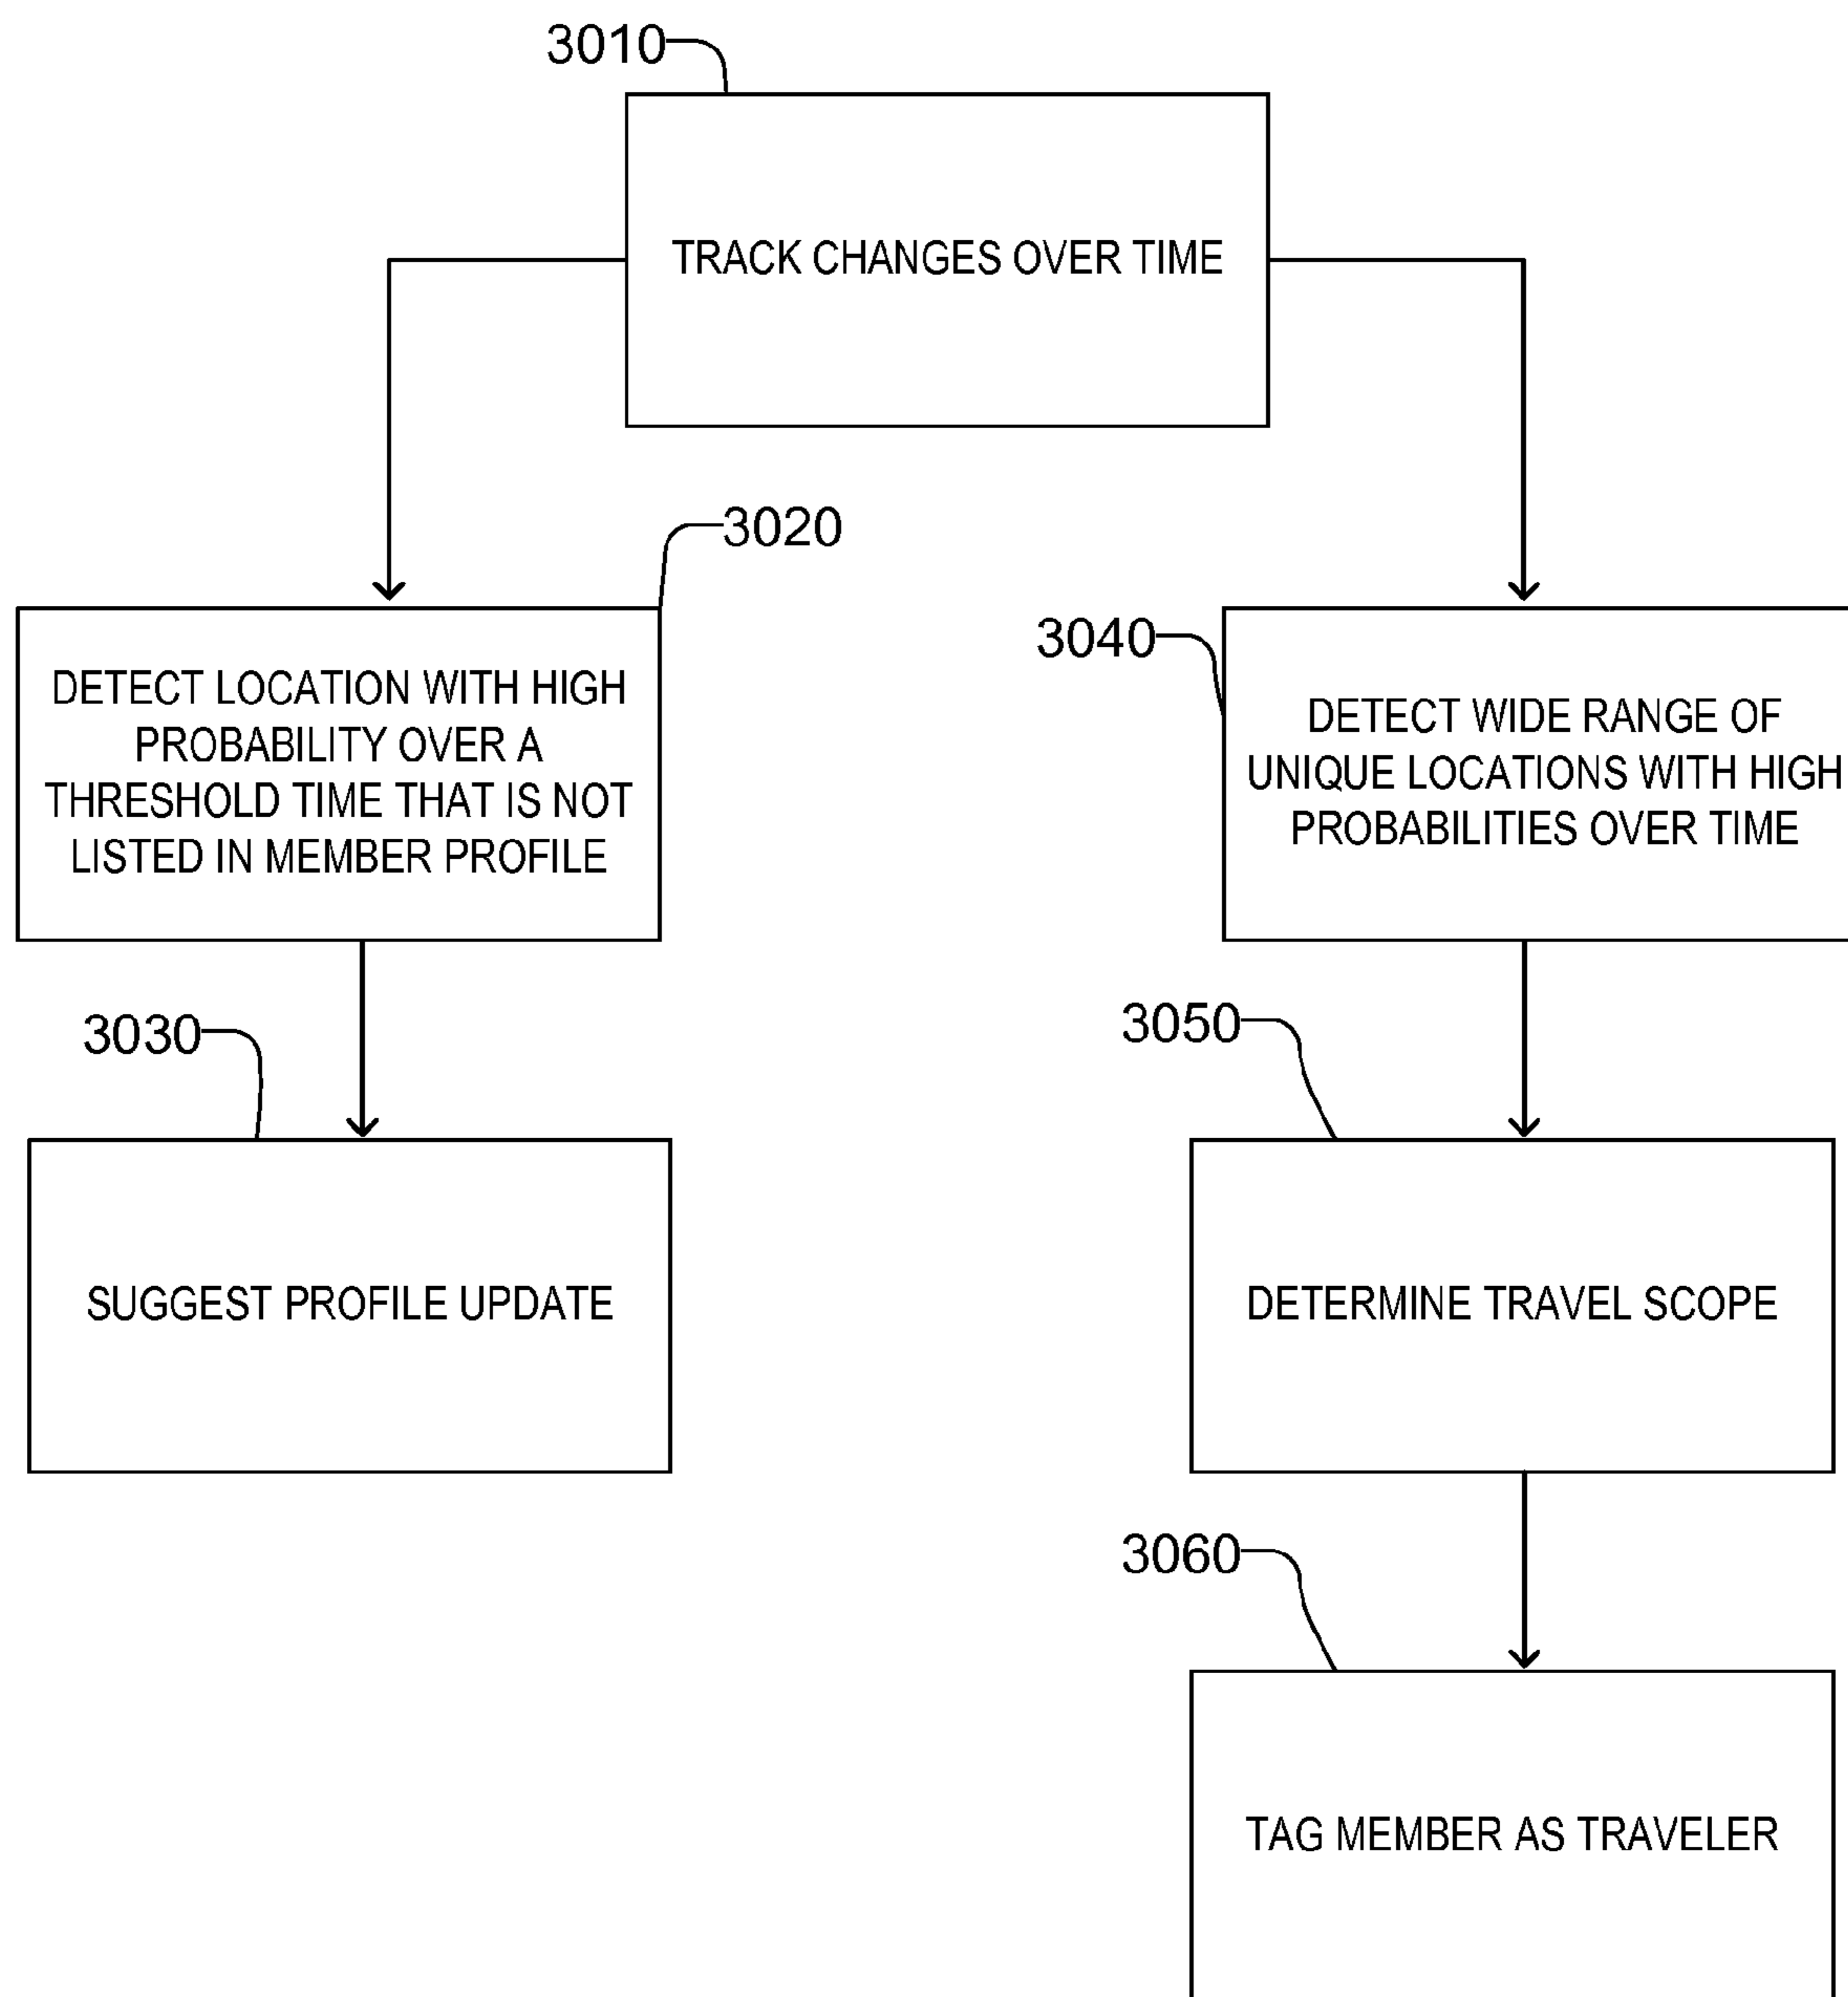 3010
TRACK CHANGES OVER TIME
3020
DETECT LOCATION WITH HIGH
PROBABILITY OVER A
THRESHOLD TIME THAT IS NOT
LISTED IN MEMBER PROFILE
3030
SUGGEST PROFILE UPDATE
3040
DETECT WIDE RANGE OF
UNIQUE LOCATIONS WITH HIGH
PROBABILITIES OVER TIME
3050
DETERMINE TRAVEL SCOPE
3060
TAG MEMBER AS TRAVELER